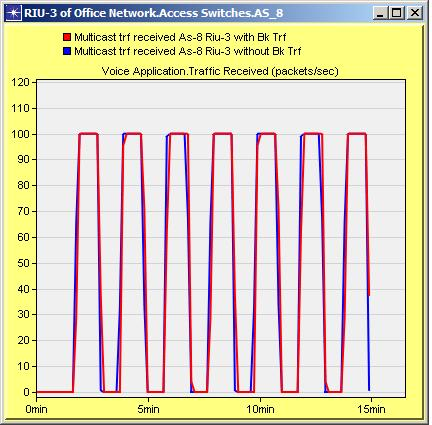 RIU-3 of Office Network.Access Switches.AS_8
Multicast trf received As-8 Riu-3 with Bk Trf
Multicast trf received As-8 Riu-3 without Bk Trf
Voice Application.Traffic Received (packets/sec)
120
110
100
90
80
70
60
50
40
30
20
10
0
0min 5min 10min 15min